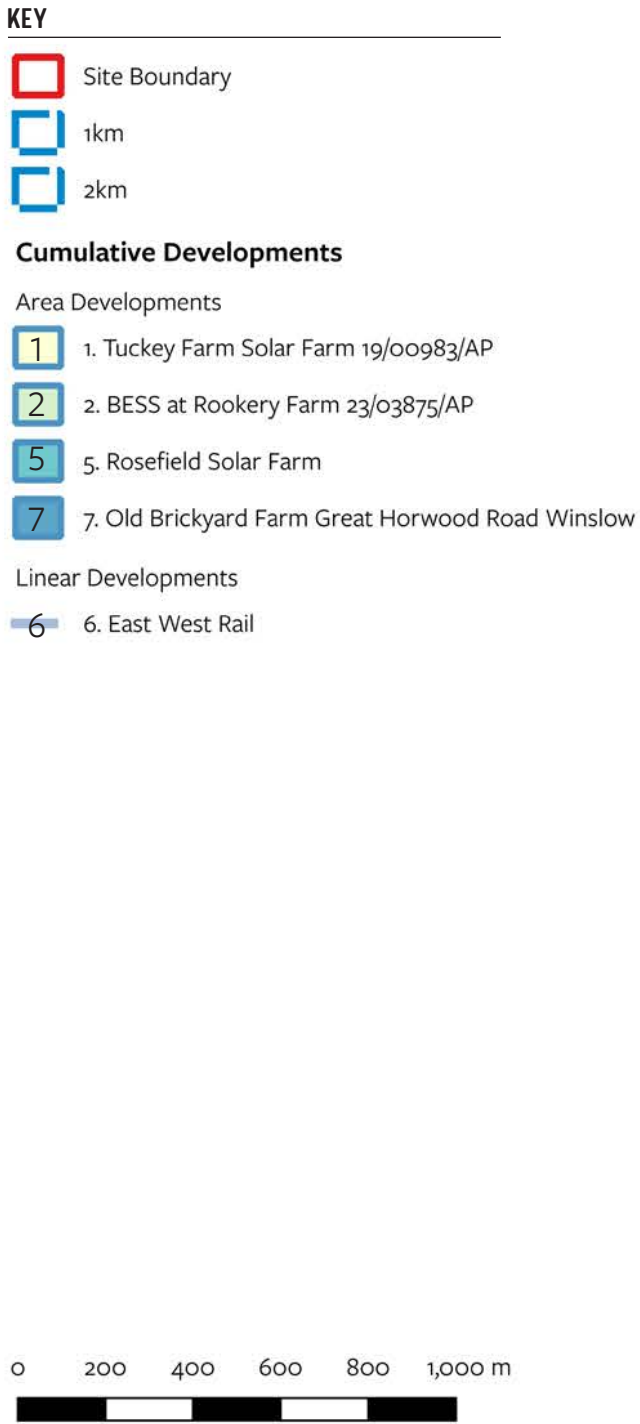 KEY
Site Boundary
1km
2km
Cumulative Developments
Area Developments
1 1. Tuckey Farm Solar Farm 19/00983/AP
2 2. BESS at Rookery Farm 23/03875/AP
5 5. Rosefield Solar Farm
7 7. Old Brickyard Farm Great Horwood Road Winslow
Linear Developments
6 6. East West Rail
0 200 400 600 800 1,000 m